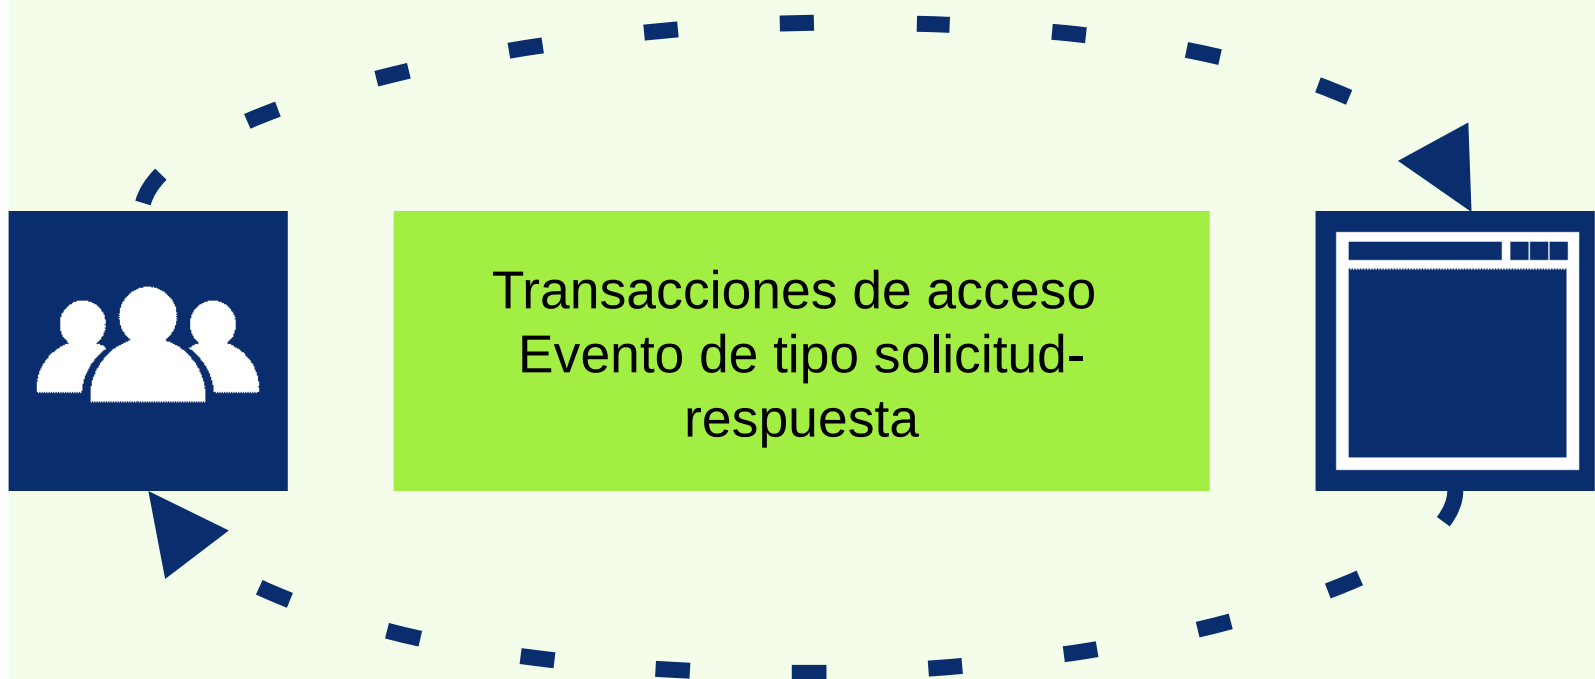 Transacciones de acceso
Evento de tipo solicitud-
respuesta